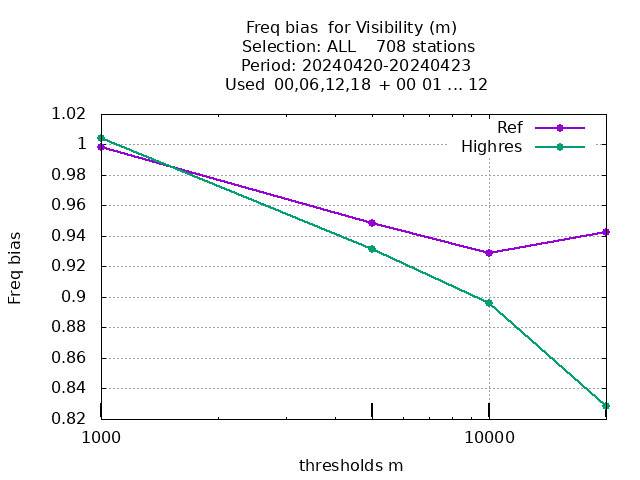 Freq bias  for Visibility (m)
Selection: ALL    708 stations
Period: 20240420-20240423
Used  00,06,12,18 + 00 01 ... 12
Ref
Highres
1.02
1
0.98
0.96
0.94
0.92
0.9
0.88
0.86
0.84
0.82
Freq bias
1000
10000
thresholds m